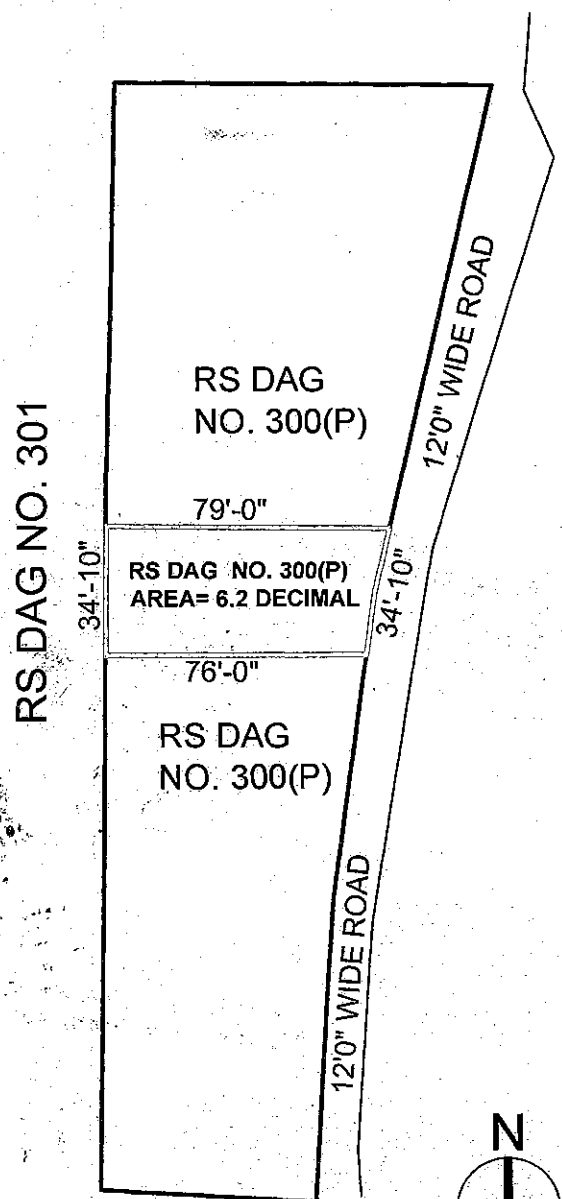 12'0" WIDE ROAD
RS DAG
NO. 300(P)
RS DAG NO. 301
79'-0"
34'-10"
RS DAG NO. 300(P)
AREA= 6.2 DECIMAL
34'-10"
76'-0"
RS DAG
NO. 300(P)
12'0" WIDE ROAD
N